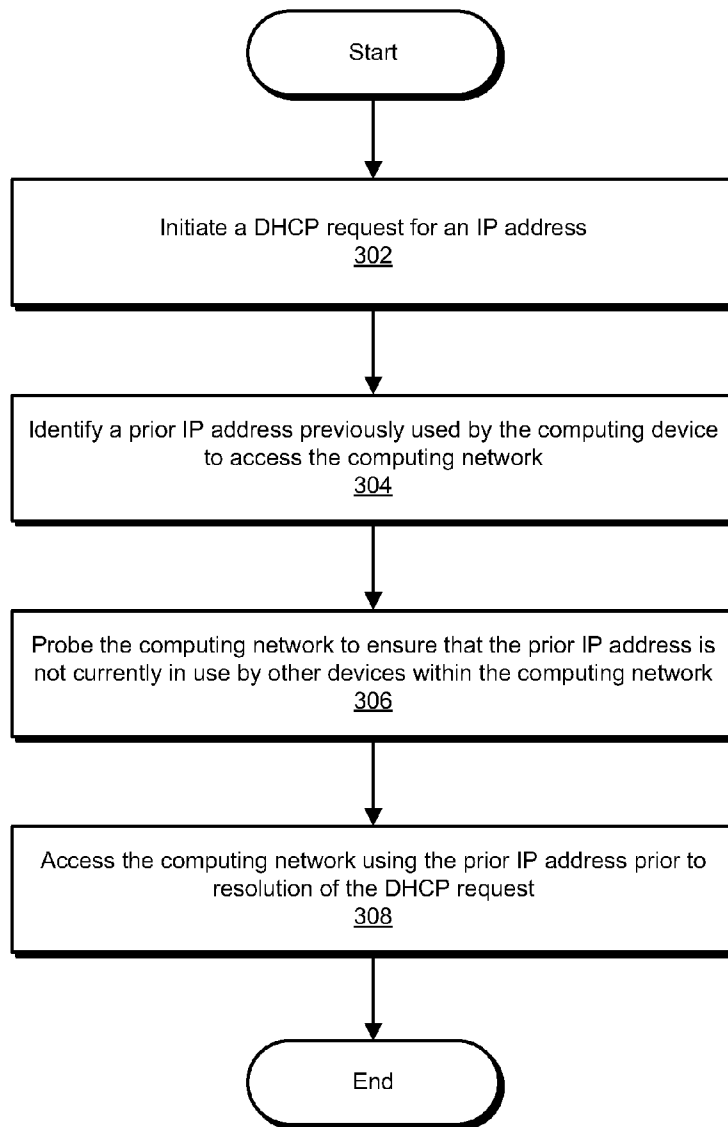 Start
Initiate a DHCP request for an IP address
302
Identify a prior IP address previously used by the computing device
to access the computing network
304
Probe the computing network to ensure that the prior IP address is
not currently in use by other devices within the computing network
306
Access the computing network using the prior IP address prior to
resolution of the DHCP request
308
End